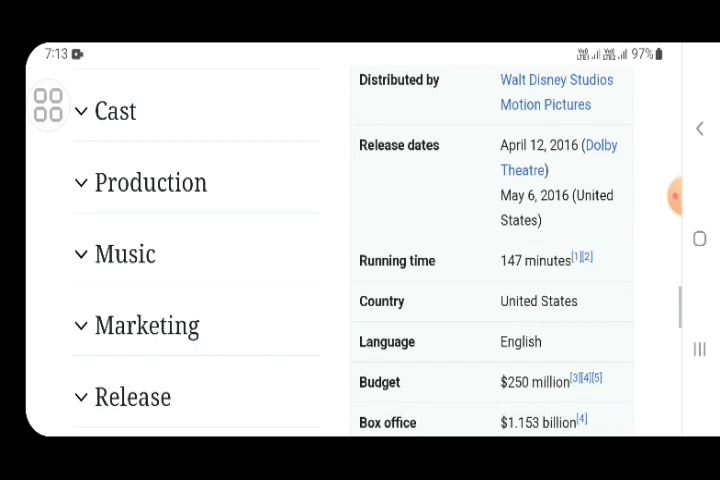 7:13
97%
Cast
Production
Music
Marketing
Release
Distributed by
Walt Disney Studios
Motion Pictures
Release dates
April 12, 2016 (Dolby
Theatre)
May 6, 2016 (United
States)
Running time
147 minutes[1][2]
Country
United States
Language
English
Budget
$250 million[3][4][5]
Box office
$1.153 billion[4]